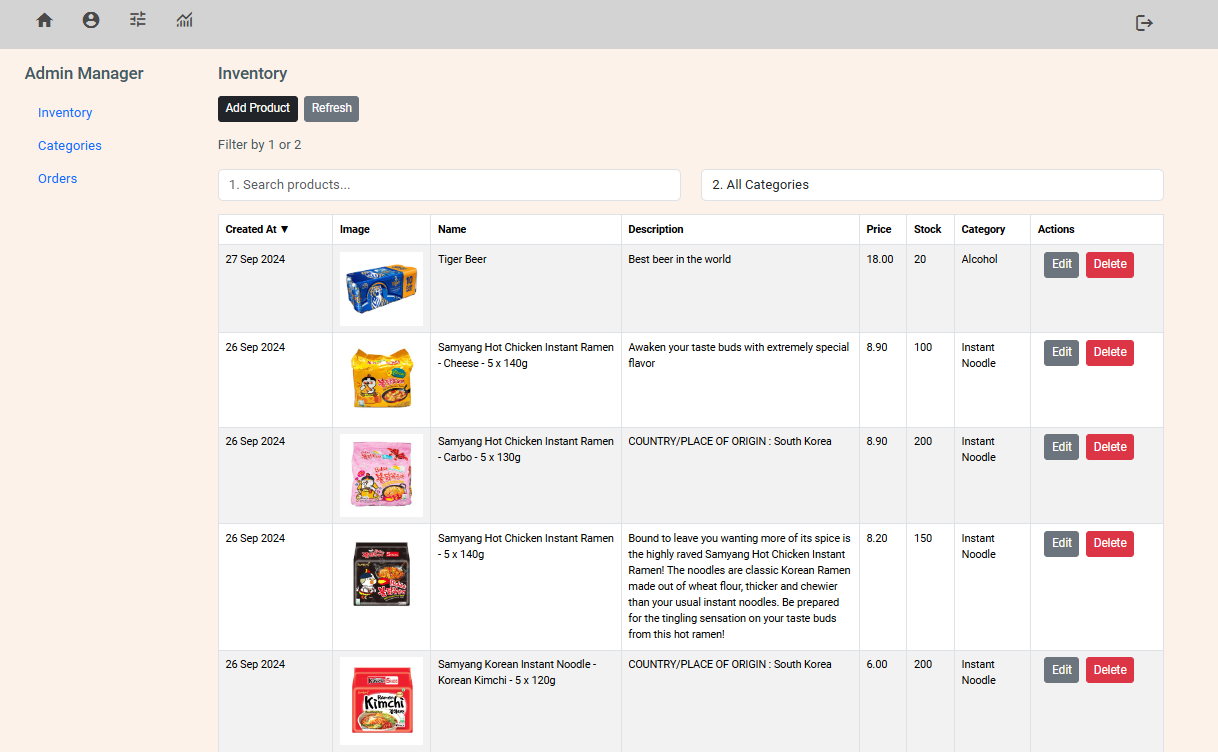 Admin Manager
Inventory
Categories
Orders
Inventory
Add Product Refresh
Filter by 1 or 2
1. Search products...
2. All Categories
Created At ▼ Image Name Description Price Stock Category Actions
27 Sep 2024 Tiger Beer Best beer in the world 18.00 20 Alcohol Edit Delete
26 Sep 2024 Samyang Hot Chicken Instant Ramen Awaken your taste buds with extremely special 8.90 100 Instant Edit Delete
- Cheese - 5 x 140g flavor Noodle
26 Sep 2024 Samyang Hot Chicken Instant Ramen COUNTRY/PLACE OF ORIGIN : South Korea 8.90 200 Instant Edit Delete
- Carbo - 5 x 130g Noodle
26 Sep 2024 Samyang Hot Chicken Instant Ramen Bound to leave you wanting more of its spice is 8.20 150 Instant Edit Delete
- 5 x 140g the highly raved Samyang Hot Chicken Instant Noodle
Ramen! The noodles are classic Korean Ramen
made out of wheat flour, thicker and chewier
than your usual instant noodles. Be prepared
for the tingling sensation on your taste buds
from this hot ramen!
26 Sep 2024 Samyang Korean Instant Noodle - COUNTRY/PLACE OF ORIGIN : South Korea 6.00 200 Instant Edit Delete
Korean Kimchi - 5 x 120g Noodle
Kimchi